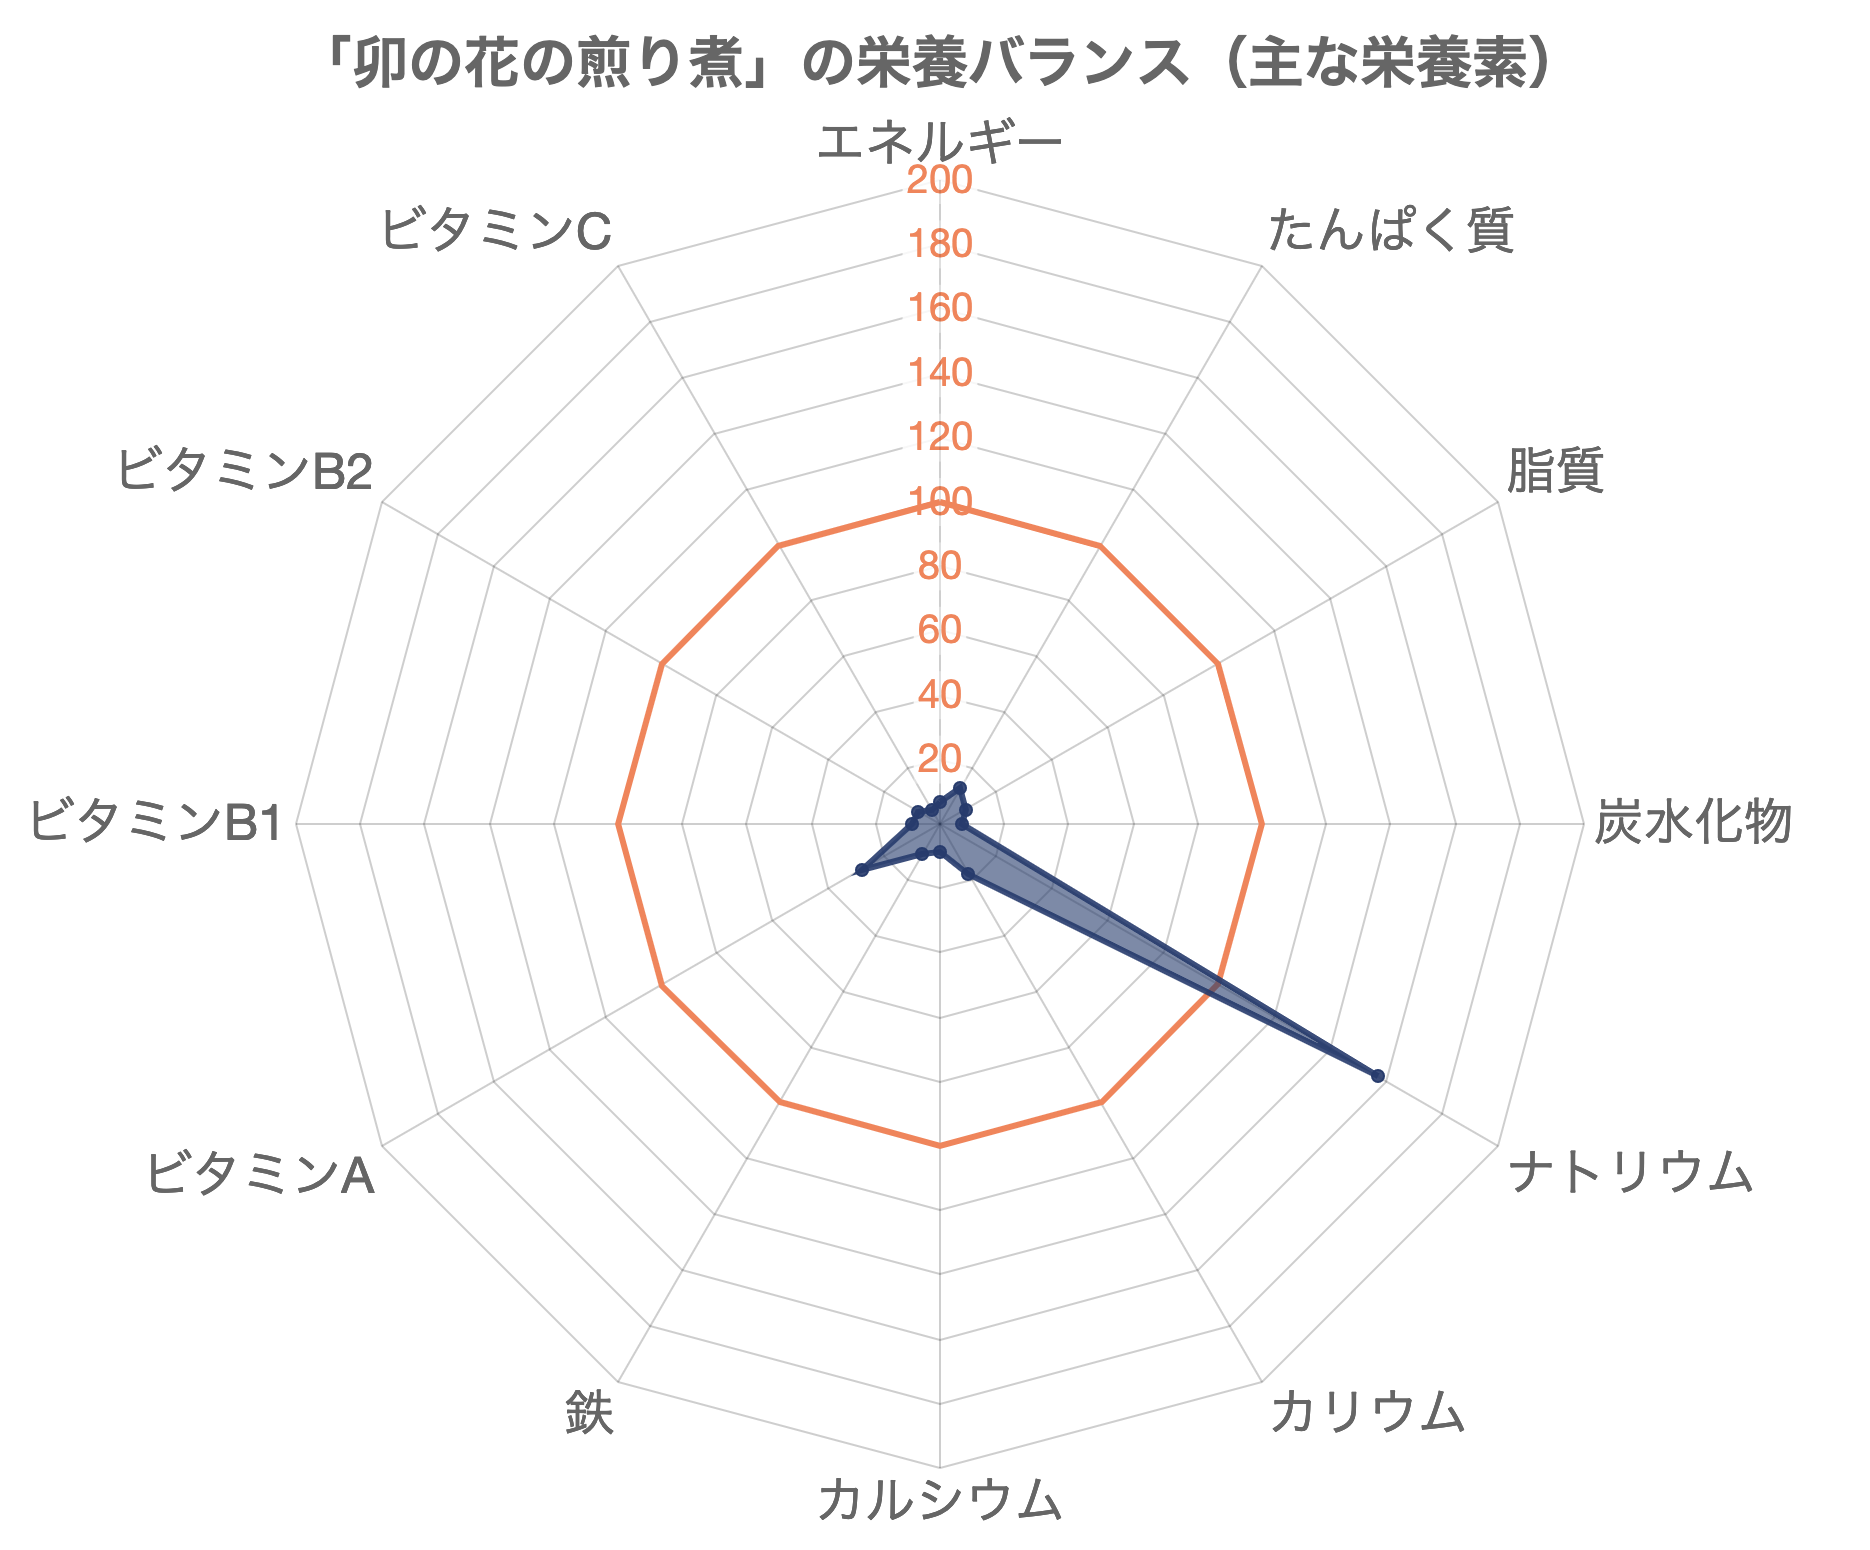 「卯の花の煎り煮」の栄養バランス（主な栄養素）
エネルギー
たんぱく質
脂質
炭水化物
ナトリウム
カリウム
カルシウム
鉄
ビタミンA
ビタミンB1
ビタミンB2
ビタミンC
200
180
160
140
120
100
80
60
40
20